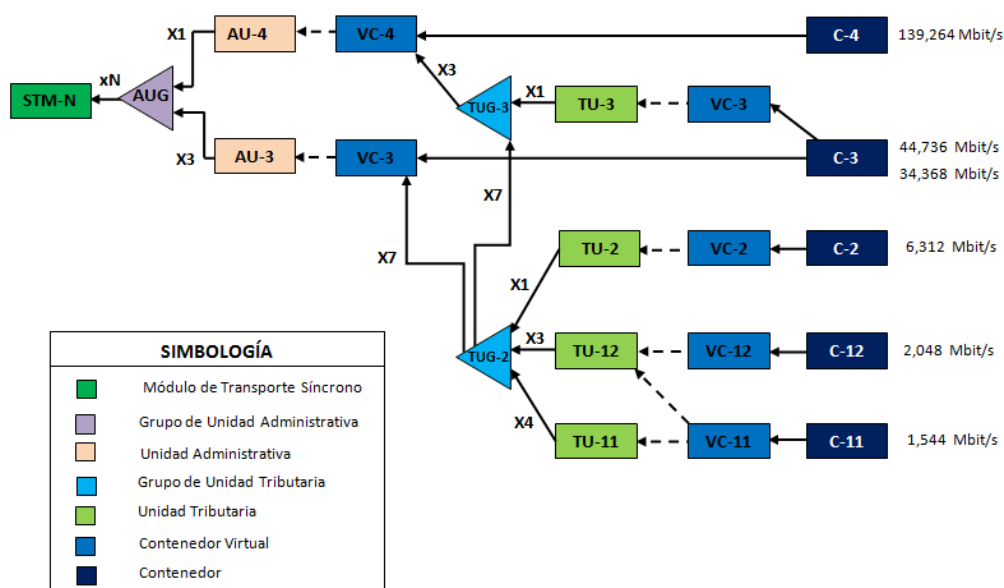 X1
AU-4
VC-4
C-4
139,264 Mbit/s
xN
X3
STM-N
AUG
TUG-3
X1
TU-3
VC-3
X3
AU-3
VC-3
C-3
44,736 Mbit/s
34,368 Mbit/s
X7
X7
TU-2
VC-2
C-2
6,312 Mbit/s
X1
TUG-2
X3
TU-12
VC-12
C-12
2,048 Mbit/s
X4
TU-11
VC-11
C-11
1,544 Mbit/s
SIMBOLOGÍA
Módulo de Transporte Síncrono
Grupo de Unidad Administrativa
Unidad Administrativa
Grupo de Unidad Tributaria
Unidad Tributaria
Contenedor Virtual
Contenedor